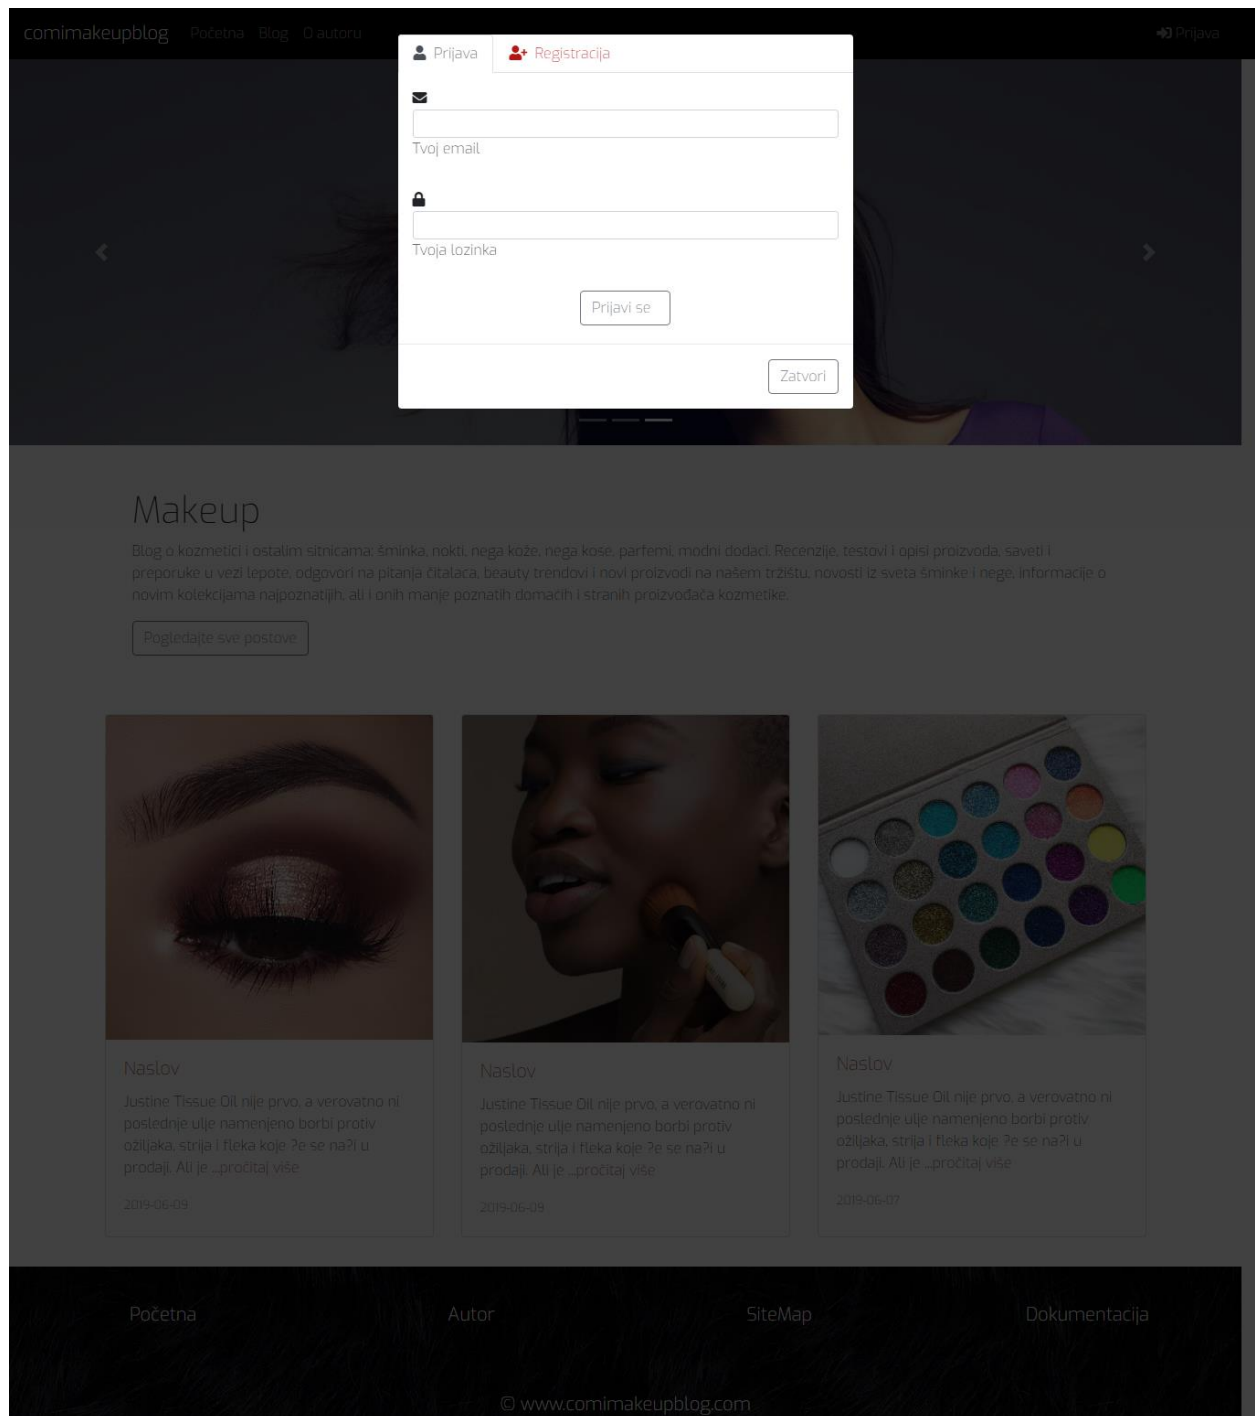 comimakeupblog Početna Blog O autoru Prijava
Prijava Registracija
Tvoj email
Tvoja lozinka
Prijavi se
Zatvori
Makeup
Blog o kozmetici i ostalim sitnicama: šminka, nokti, nega kože, nega kose, parfemi, modni dodaci. Recenzije, testovi i opisi proizvoda, saveti i
preporuke u vezi lepote, odgovori na pitanja čitalaca, beauty trendovi i novi proizvodi na našem tržištu, novosti iz sveta šminke i nege, informacije o
novim kolekcijama najpoznatijih, ali i onih manje poznatih domaćih i stranih proizvođača kozmetike.
Pogledajte sve postove
Naslov
Justine Tissue Oil nije prvo, a verovatno ni
poslednje ulje namenjeno borbi protiv
ožiljaka, strija i fleka koje ?e se na?i u
prodaji. Ali je ...pročitaj više
2019-06-09
Naslov
Justine Tissue Oil nije prvo, a verovatno ni
poslednje ulje namenjeno borbi protiv
ožiljaka, strija i fleka koje ?e se na?i u
prodaji. Ali je ...pročitaj više
2019-06-09
Naslov
Justine Tissue Oil nije prvo, a verovatno ni
poslednje ulje namenjeno borbi protiv
ožiljaka, strija i fleka koje ?e se na?i u
prodaji. Ali je ...pročitaj više
2019-06-07
Početna Autor SiteMap Dokumentacija
© www.comimakeupblog.com